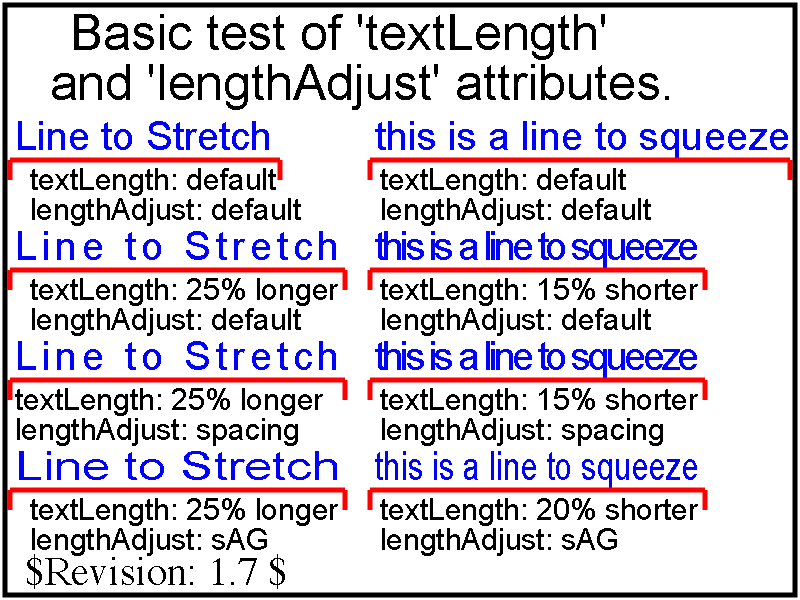 Basic test of 'textLength'
and 'lengthAdjust' attributes.
Line to Stretch
textLength: default
lengthAdjust: default
this is a line to squeeze
textLength: default
lengthAdjust: default
Line to Stretch
textLength: 25% longer
lengthAdjust: default
this is a line to squeeze
textLength: 15% shorter
lengthAdjust: default
Line to Stretch
textLength: 25% longer
lengthAdjust: spacing
this is a line to squeeze
textLength: 15% shorter
lengthAdjust: spacing
Line to Stretch
textLength: 25% longer
lengthAdjust: sAG
this is a line to squeeze
textLength: 20% shorter
lengthAdjust: sAG
$Revision: 1.7 $